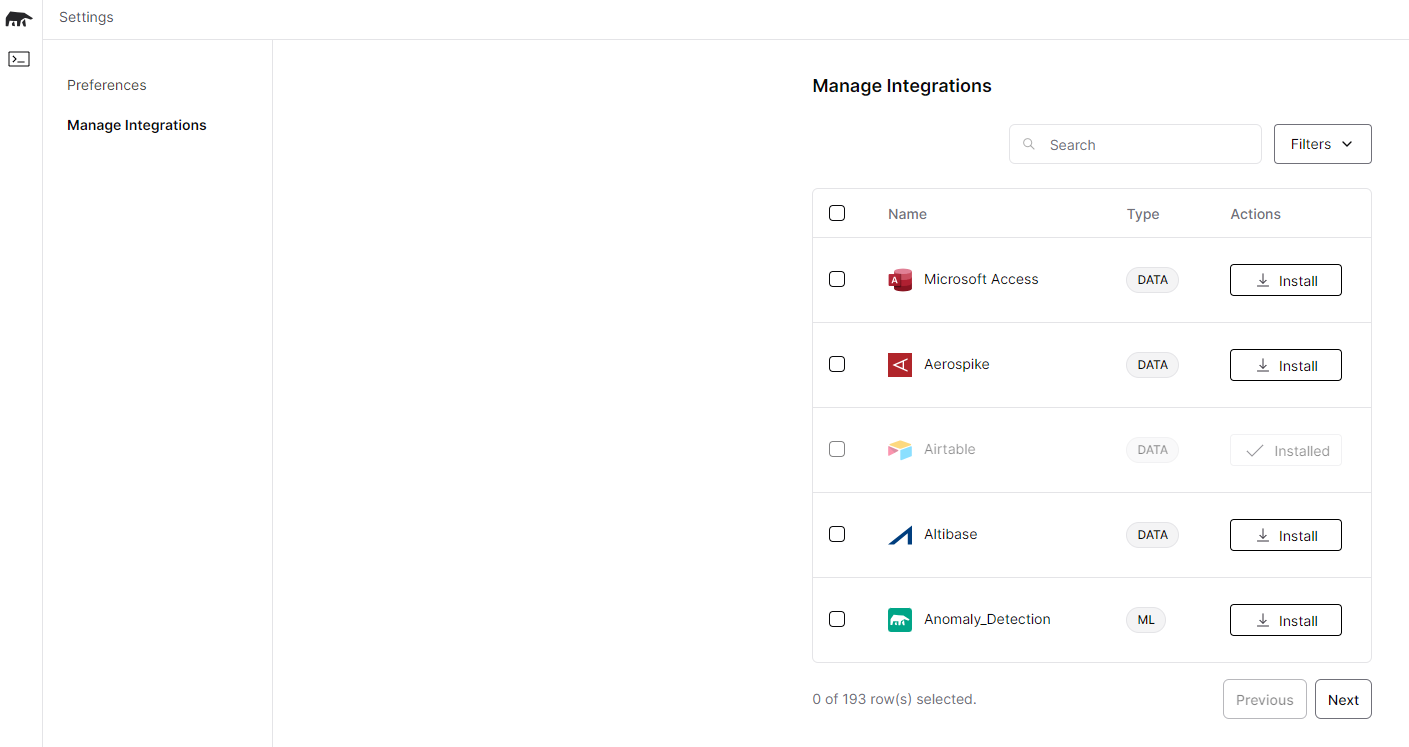 Settings
Preferences
Manage Integrations
Manage Integrations
Search
Filters
Name Type Actions
A Microsoft Access DATA Install
Aerospike DATA Install
Airtable DATA Installed
Altibase DATA Install
Anomaly_Detection ML Install
0 of 193 row(s) selected. Previous Next